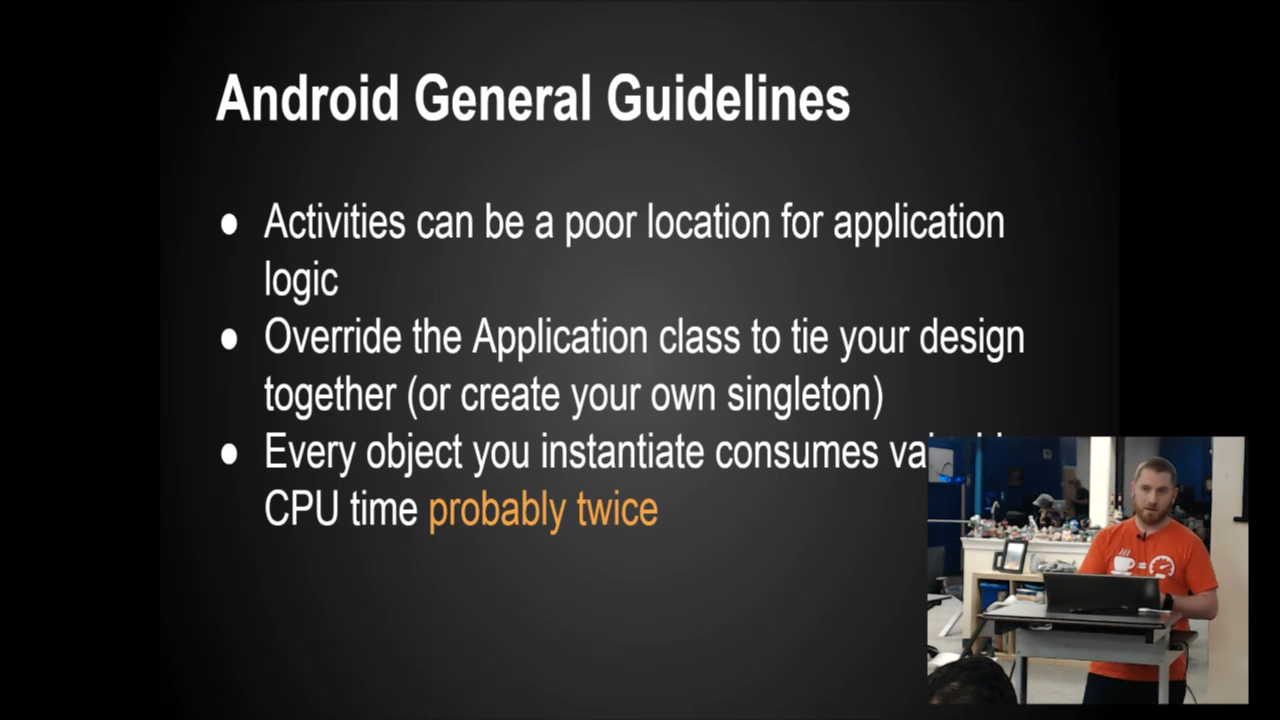 Android General Guidelines
● Activities can be a poor location for application
logic
● Override the Application class to tie your design
together (or create your own singleton)
● Every object you instantiate consumes
CPU time probably twice